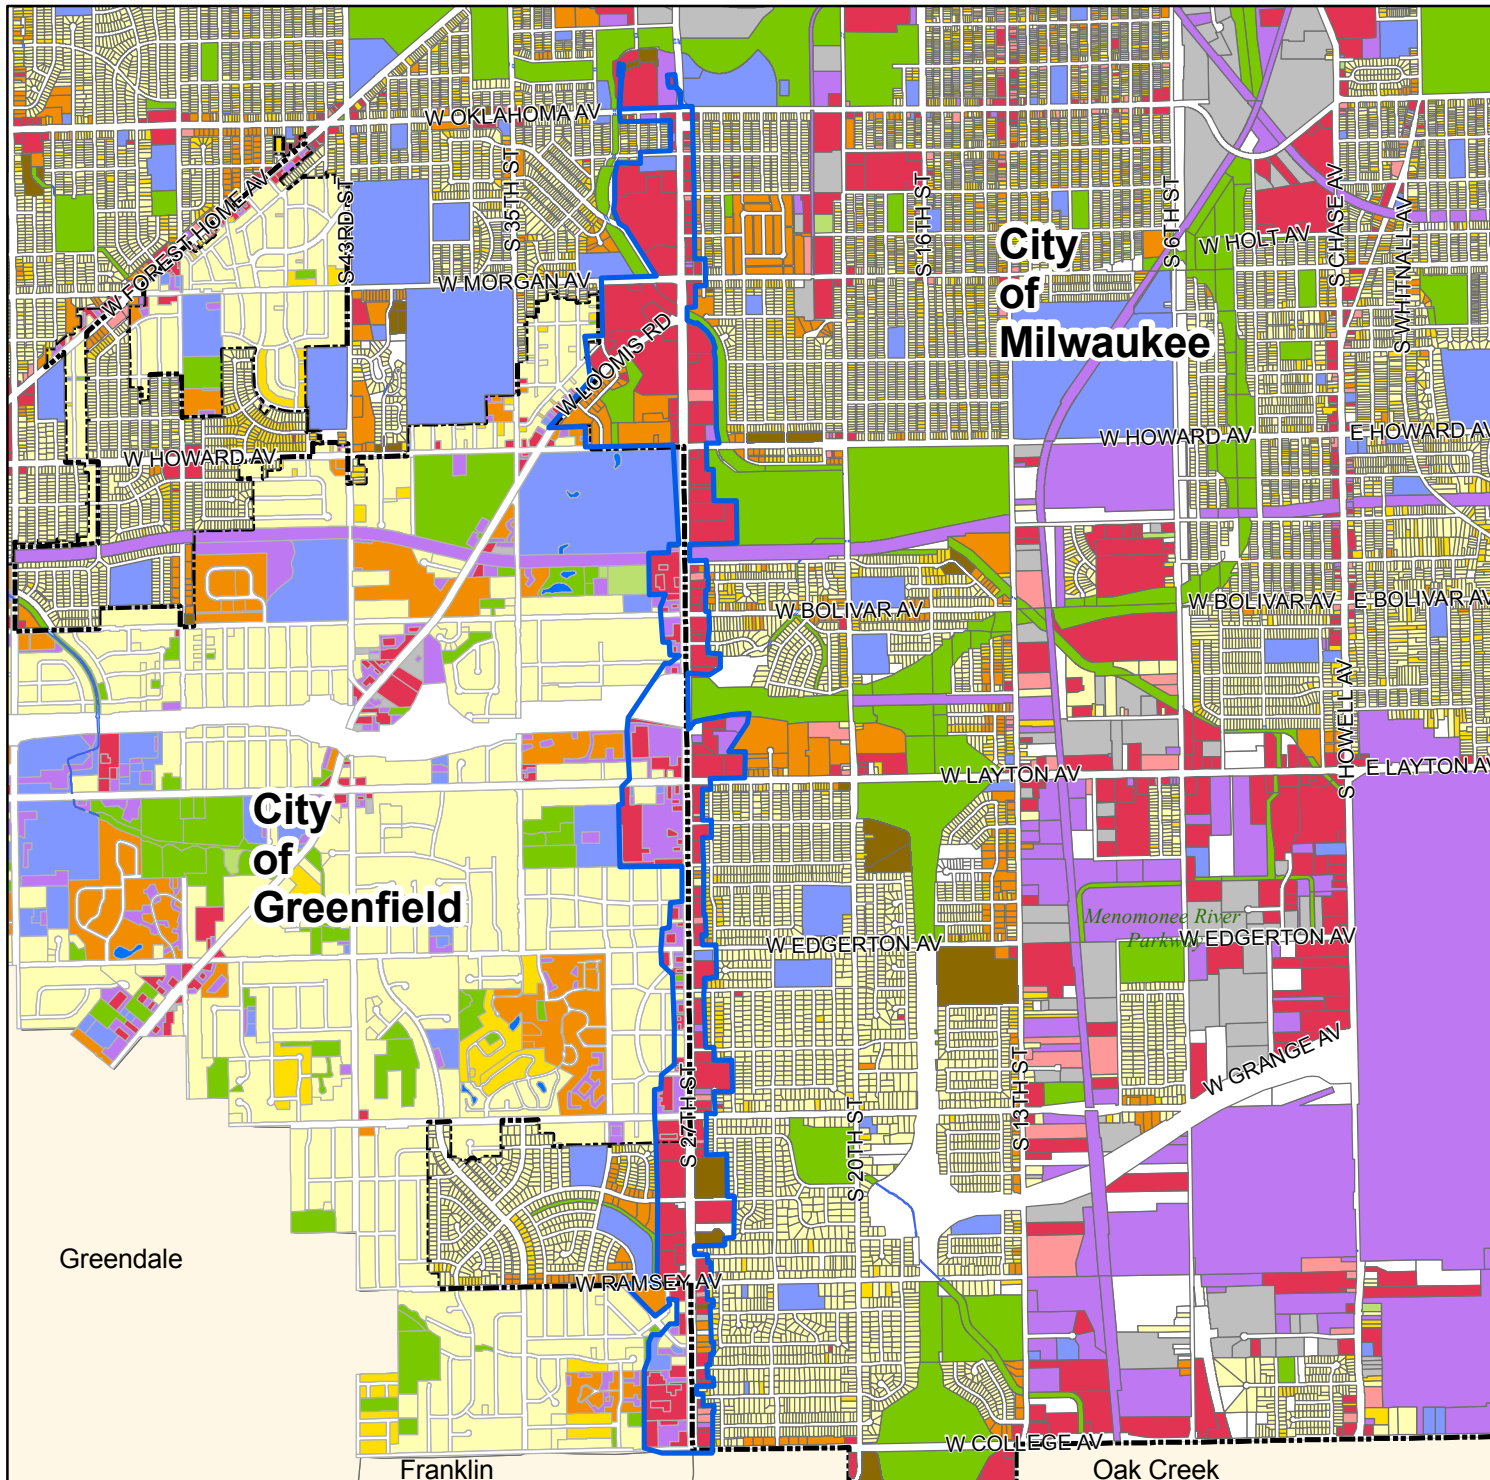 W OKLAHOMA AV
W FOREST HOME AV
S 43RD ST
S 35TH ST
S 16TH ST
S 6TH ST
S CHASE AV
S WHITNALL AV
W HOLT AV
City
of
Milwaukee
W MORGAN AV
W LOOMIS RD
W HOWARD AV
W HOWARD AV
E HOWARD AV
W BOLIVAR AV
W BOLIVAR AV
E BOLIVAR AV
S HOWELL AV
W LAYTON AV
E LAYTON AV
City
of
Greenfield
Menomonee River
Parkway
W EDGERTON AV
W EDGERTON AV
W GRANGE AV
S 27TH ST
S 20TH ST
S 13TH ST
Greendale
W RAMSEY AV
W COLLEGE AV
Franklin
Oak Creek